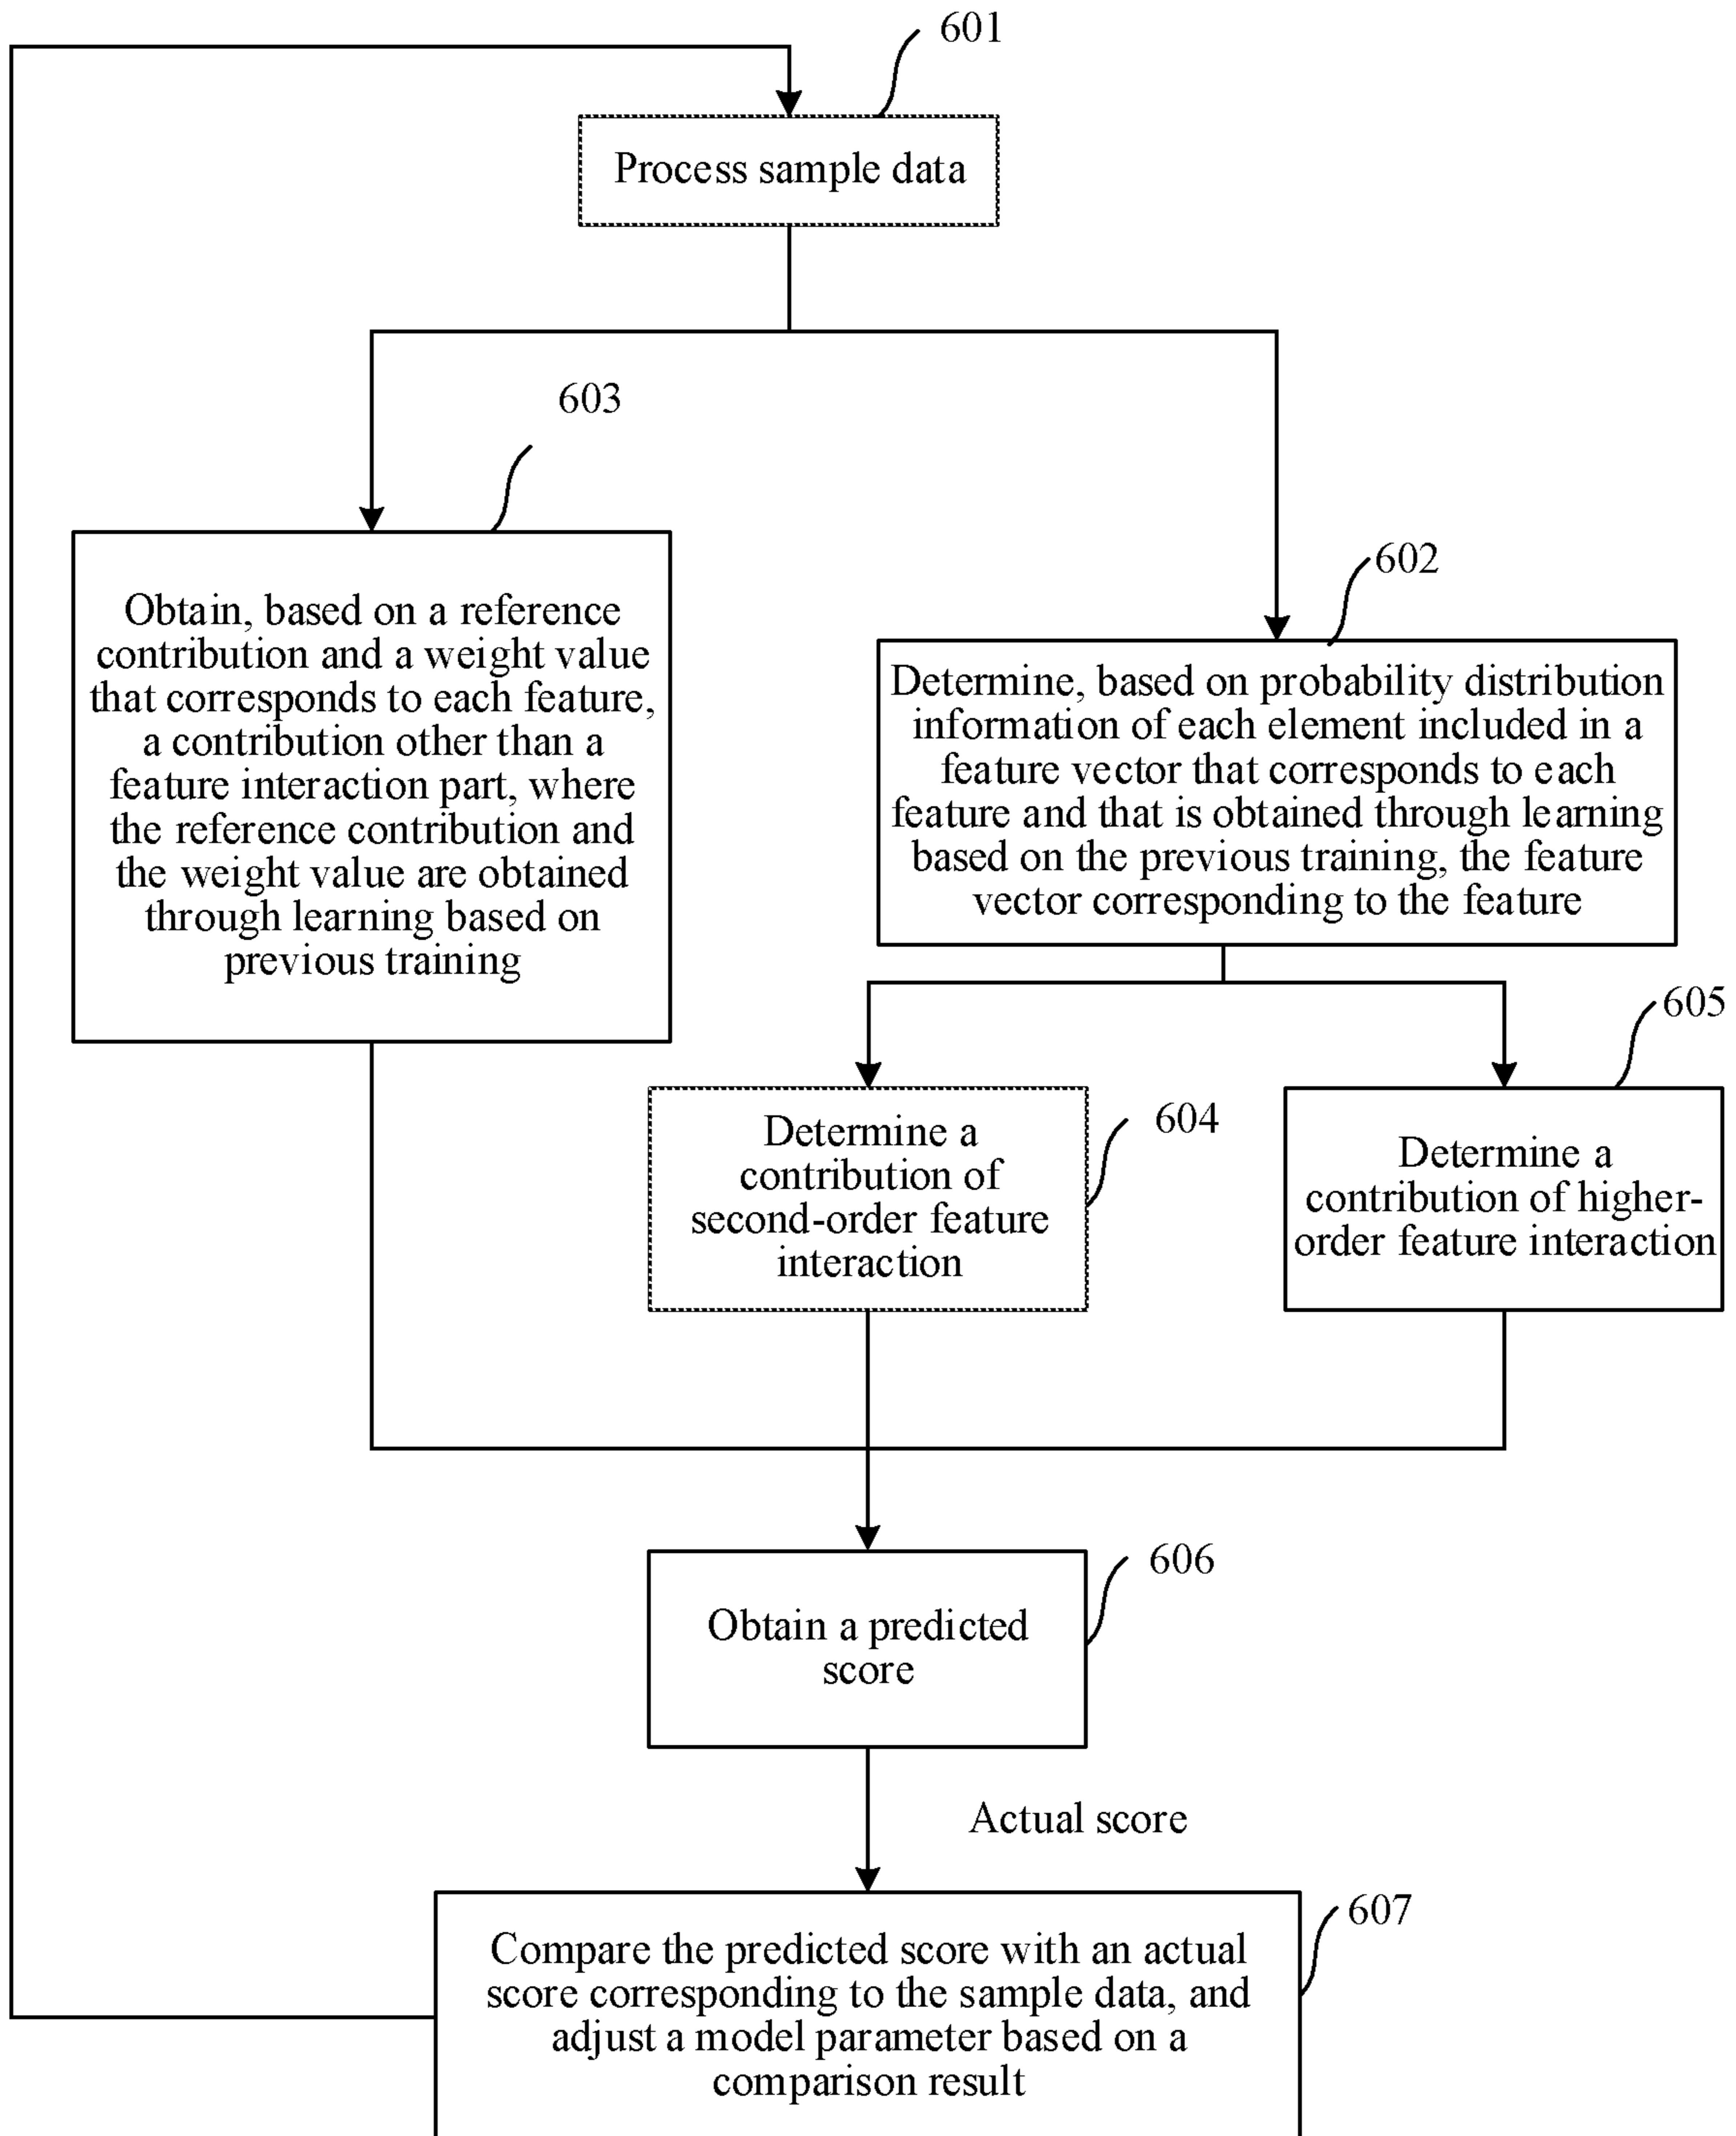 601
Process sample data
603
Obtain, based on a reference
contribution and a weight value
that corresponds to each feature,
a contribution other than a
feature interaction part, where
the reference contribution and
the weight value are obtained
through learning based on
previous training
602
Determine, based on probability distribution
information of each element included in a
feature vector that corresponds to each
feature and that is obtained through learning
based on the previous training, the feature
vector corresponding to the feature
604
Determine a
contribution of
second-order feature
interaction
605
Determine a
contribution of higher-
order feature interaction
606
Obtain a predicted
score
Actual score
607
Compare the predicted score with an actual
score corresponding to the sample data, and
adjust a model parameter based on a
comparison result